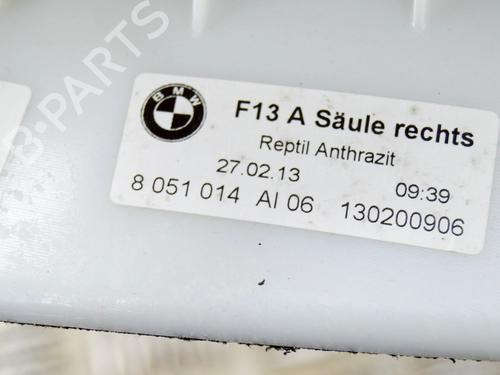 B-PARTS
BMW
F13 A Säule rechts
Reptil Anthrazit
27.02.13 09:39
8 051 014 AI 06 130200906